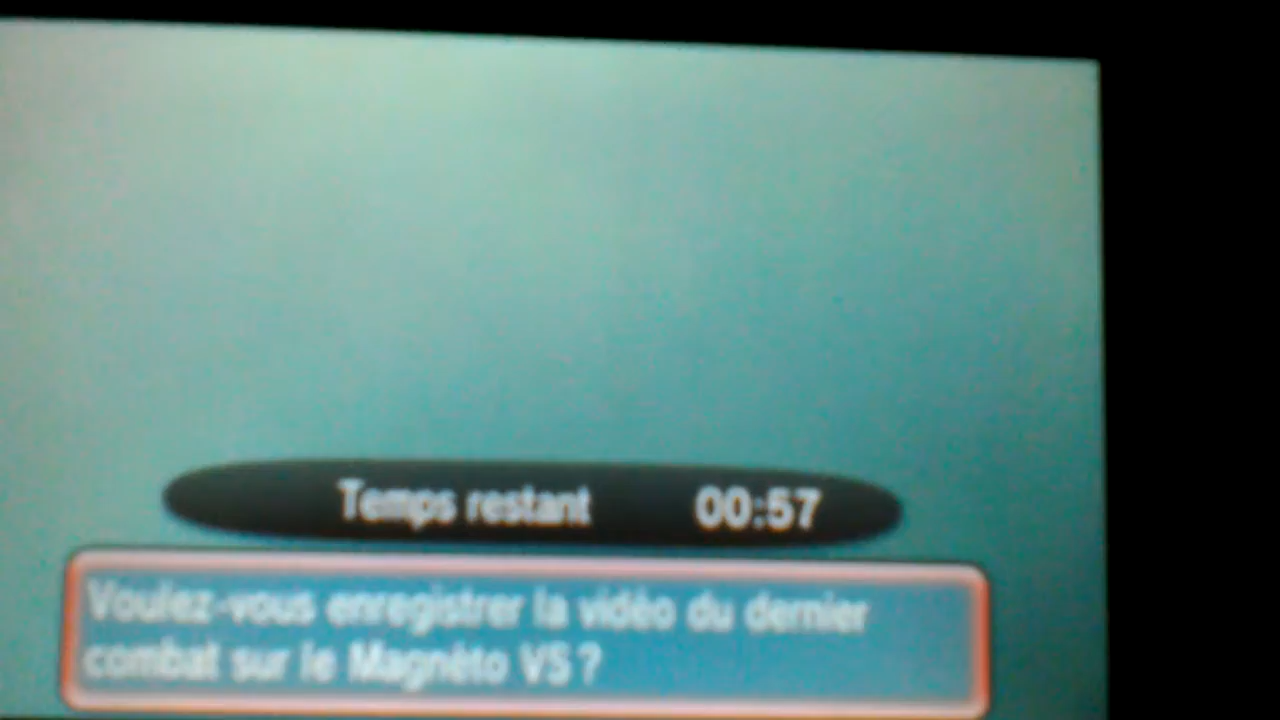 Temps restant 00:57
Voulez-vous enregistrer la vidéo du dernier
combat sur le Magnéto VS ?